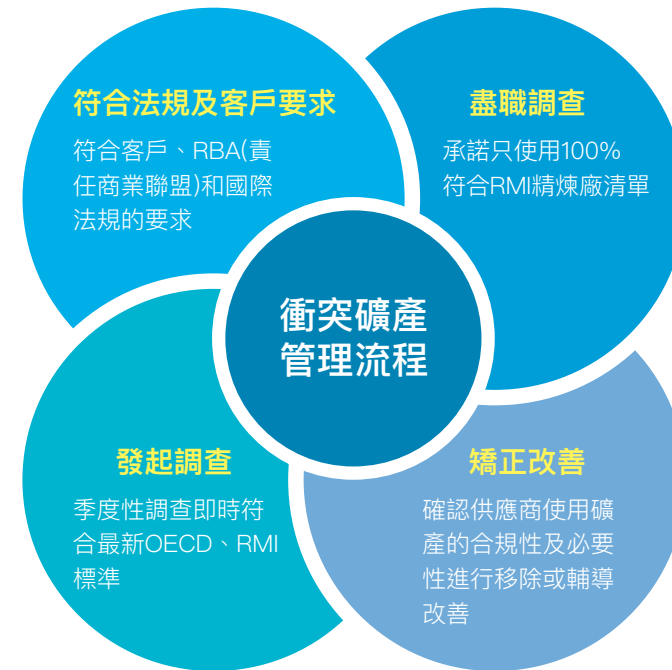 符合法規及客戶要求
符合客戶、RBA(責
任商業聯盟)和國際
法規的要求
盡職調查
承諾只使用100%
符合RMI精煉廠清單
衝突礦產
管理流程
發起調查
季度性調查即時符
合最新OECD、RMI
標準
矯正改善
確認供應商使用礦
產的合規性及必要
性進行移除或輔導
改善